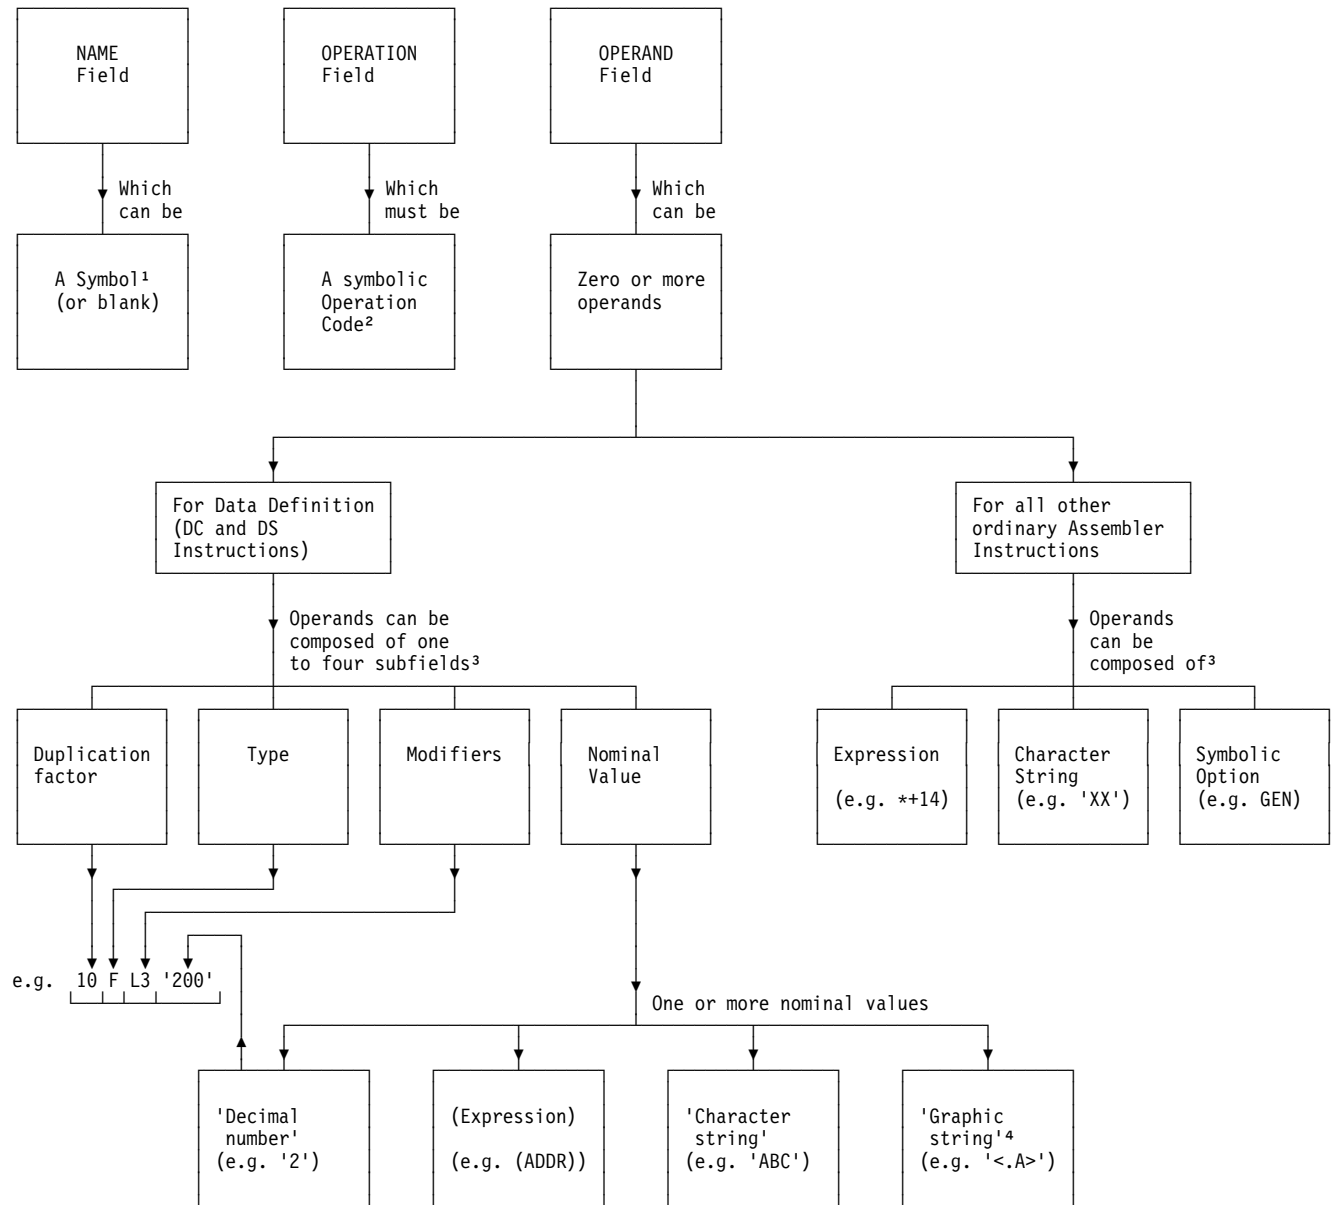 NAME
Field
OPERATION
Field
OPERAND
Field
Which
can be
Which
must be
Which
can be
A Symbol¹
(or blank)
A symbolic
Operation
Code²
Zero or more
operands
For Data Definition
(DC and DS
Instructions)
For all other
ordinary Assembler
Instructions
Operands can be
composed of one
to four subfields³
Operands
can be
composed of³
Duplication
factor
Type
Modifiers
Nominal
Value
Expression
(e.g. *+14)
Character
String
(e.g. 'XX')
Symbolic
Option
(e.g. GEN)
e.g. 10 F L3 '200'
One or more nominal values
'Decimal
number'
(e.g. '2')
(Expression)
(e.g. (ADDR))
'Character
string'
(e.g. 'ABC')
'Graphic
string'⁴
(e.g. '<.A>')